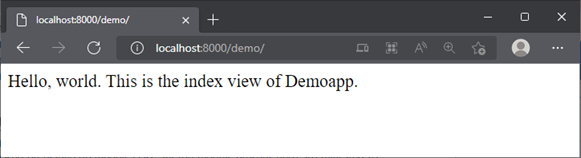 localhost:8000/demo/
localhost:8000/demo/
Hello, world. This is the index view of Demoapp.